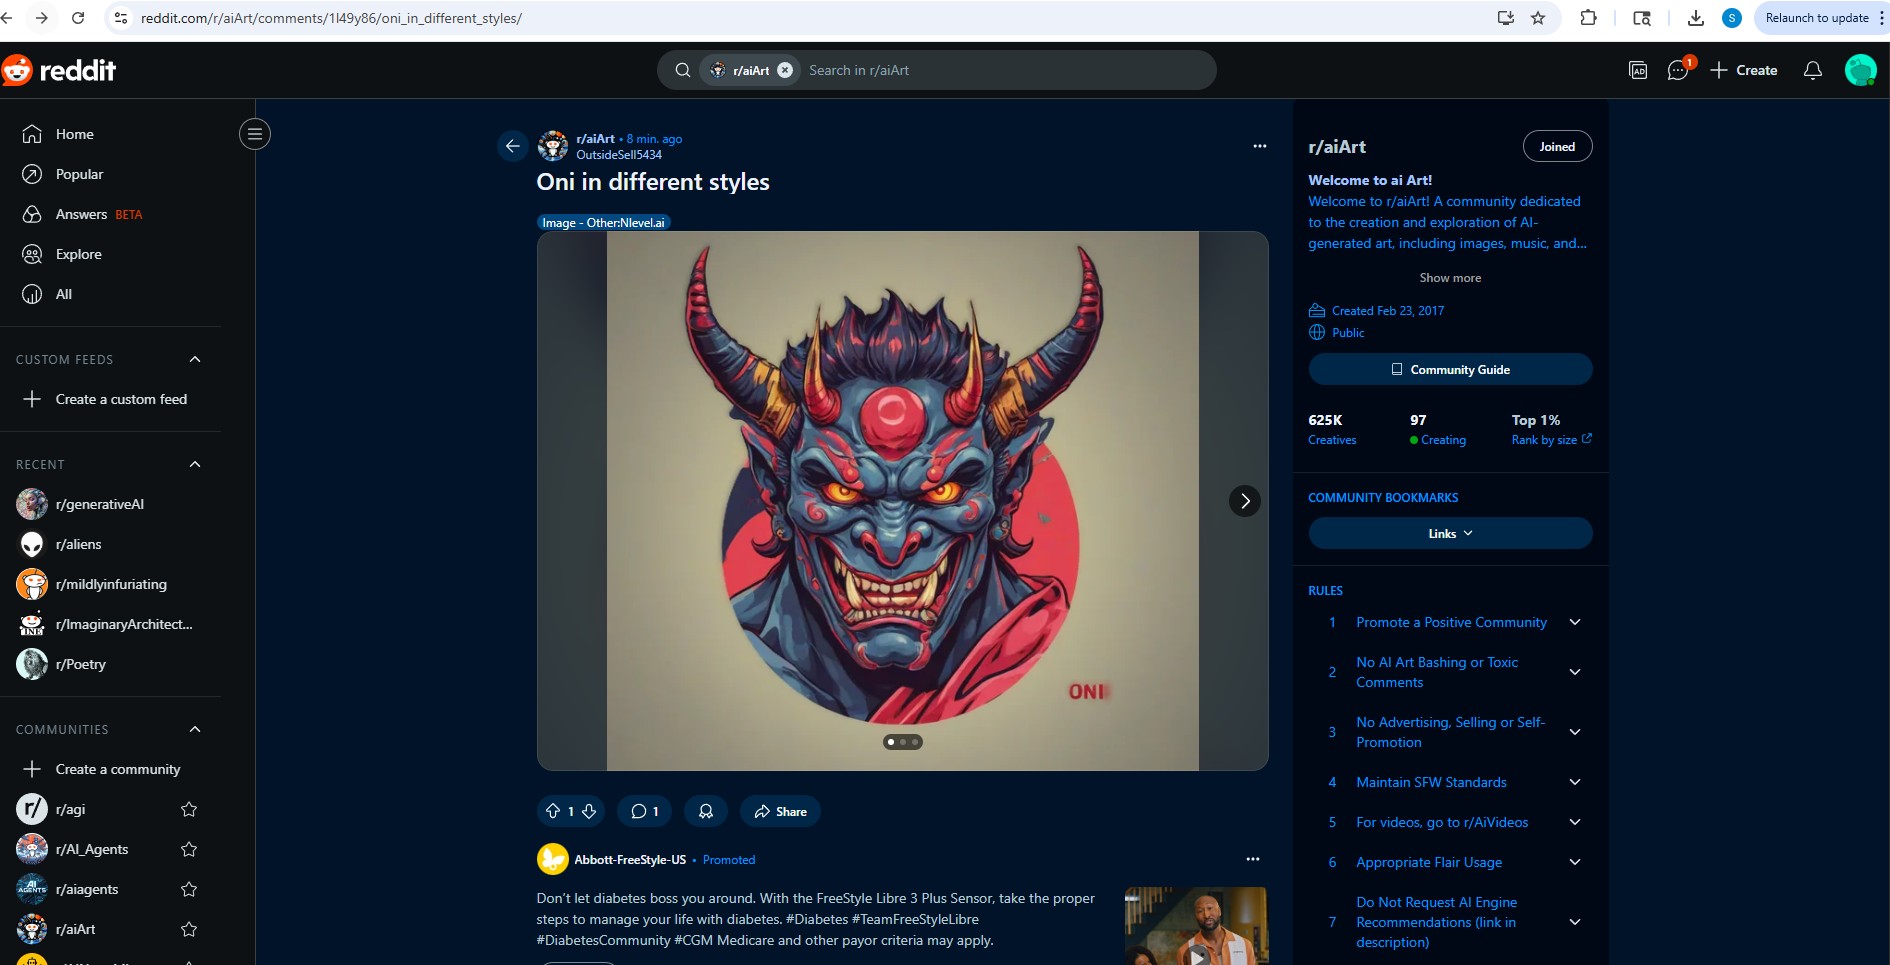 reddit.com/r/aiArt/comments/1l49y86/oni_in_different_styles/
S
Relaunch to update
reddit
r/aiArt
Search in r/aiArt
AD
1
Create
Home
Popular
Answers BETA
Explore
All
CUSTOM FEEDS
Create a custom feed
RECENT
r/generativeAI
r/aliens
r/mildlyinfuriating
r/ImaginaryArchitect...
r/Poetry
COMMUNITIES
Create a community
r/agi
r/AI_Agents
r/aiagents
r/aiArt
r/aiArt • 8 min. ago
OutsideSell5434
Oni in different styles
Image - Other:Nlevel.ai
ONI
1
1
Share
Abbott-FreeStyle-US • Promoted
Don’t let diabetes boss you around. With the FreeStyle Libre 3 Plus Sensor, take the proper
steps to manage your life with diabetes. #Diabetes #TeamFreeStyleLibre
#DiabetesCommunity #CGM Medicare and other payor criteria may apply.
r/aiArt
Joined
Welcome to ai Art!
Welcome to r/aiArt! A community dedicated
to the creation and exploration of AI-
generated art, including images, music, and...
Show more
Created Feb 23, 2017
Public
Community Guide
625K
Creatives
97
Creating
Top 1%
Rank by size
COMMUNITY BOOKMARKS
Links
RULES
1 Promote a Positive Community
2 No AI Art Bashing or Toxic
Comments
3 No Advertising, Selling or Self-
Promotion
4 Maintain SFW Standards
5 For videos, go to r/AiVideos
6 Appropriate Flair Usage
7 Do Not Request AI Engine
Recommendations (link in
description)